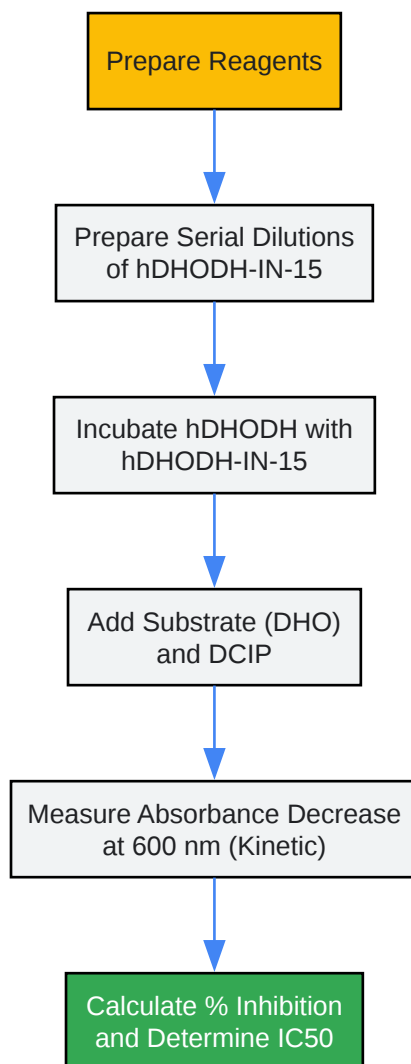 Prepare Reagents
Prepare Serial Dilutions
of hDHODH-IN-15
Incubate hDHODH with
hDHODH-IN-15
Add Substrate (DHO)
and DCIP
Measure Absorbance Decrease
at 600 nm (Kinetic)
Calculate % Inhibition
and Determine IC50